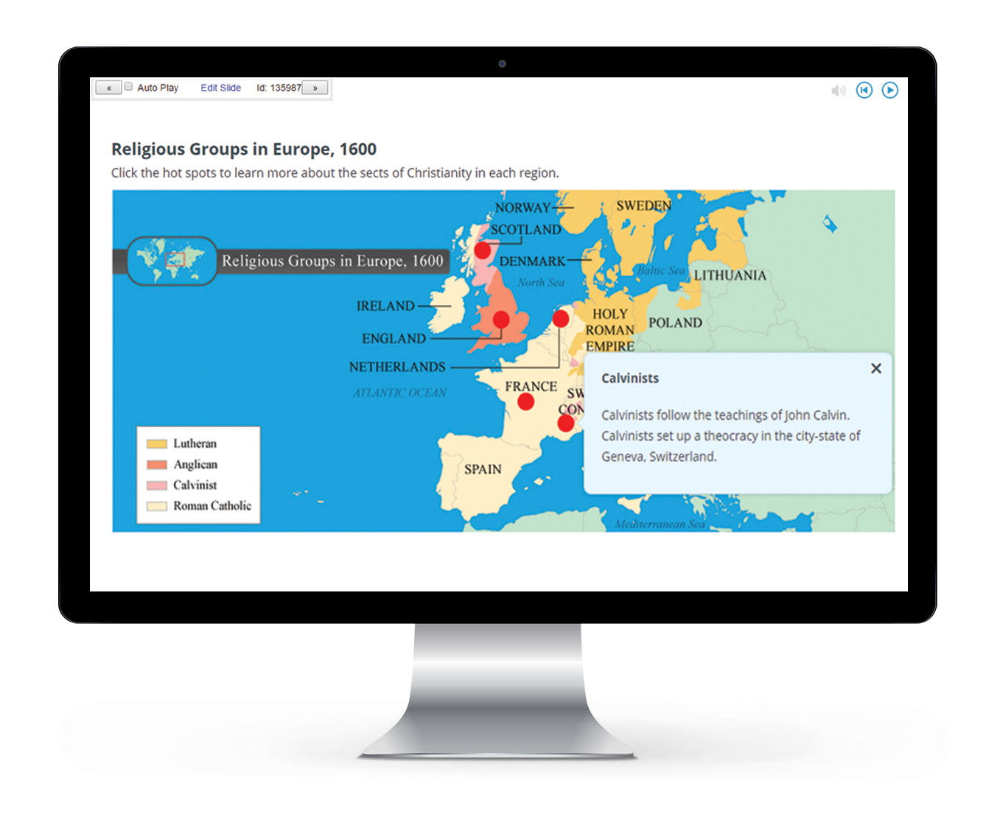 « Auto Play Edit Slide Id: 135987 »
Religious Groups in Europe, 1600
Click the hot spots to learn more about the sects of Christianity in each region.
NORWAY
SWEDEN
SCOTLAND
Religious Groups in Europe, 1600
DENMARK
North Sea
Baltic Sea
LITHUANIA
IRELAND
HOLY
ROMAN
EMPIRE
POLAND
ENGLAND
NETHERLANDS
ATLANTIC OCEAN
FRANCE
SW
CON
SPAIN
Mediterranean Sea
Calvinists
Calvinists follow the teachings of John Calvin.
Calvinists set up a theocracy in the city-state of
Geneva, Switzerland.
Lutheran
Anglican
Calvinist
Roman Catholic